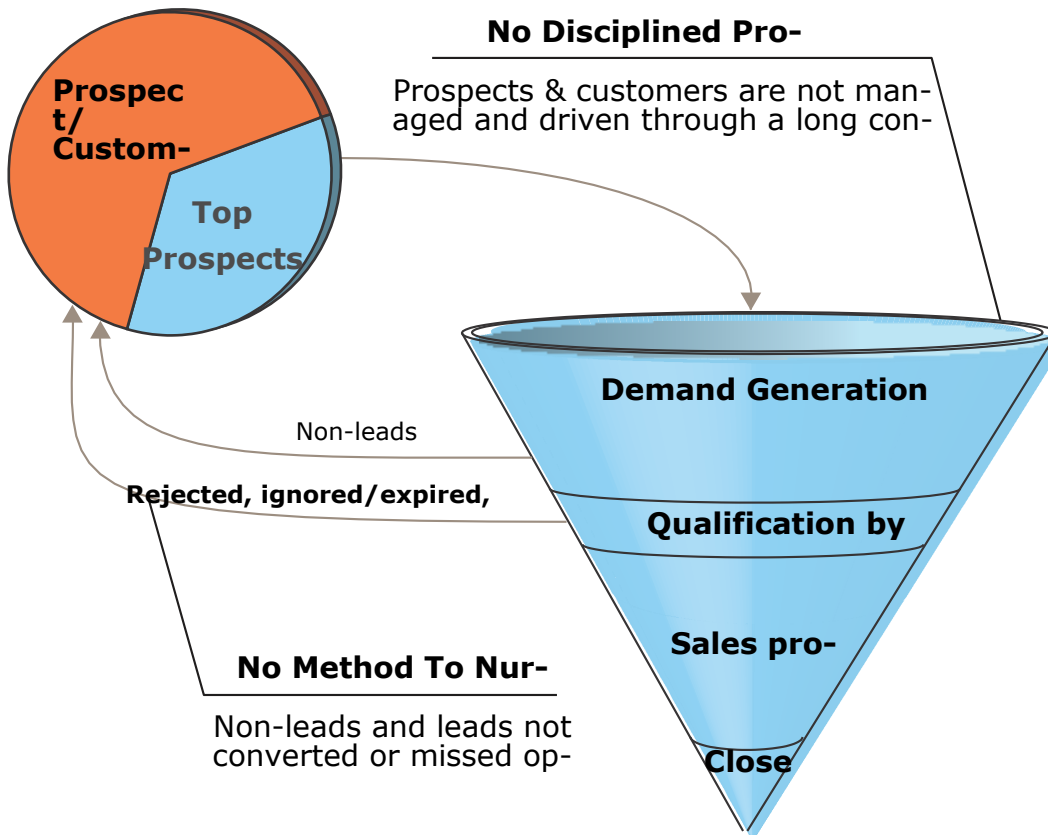 No Disciplined Pro-
Prospects & customers are not man-
aged and driven through a long con-
Prospec
t/
Custom-
Top
Prospects
Demand Generation
Non-leads
Rejected, ignored/expired,
Qualification by
Sales pro-
No Method To Nur-
Non-leads and leads not
converted or missed op-
Close